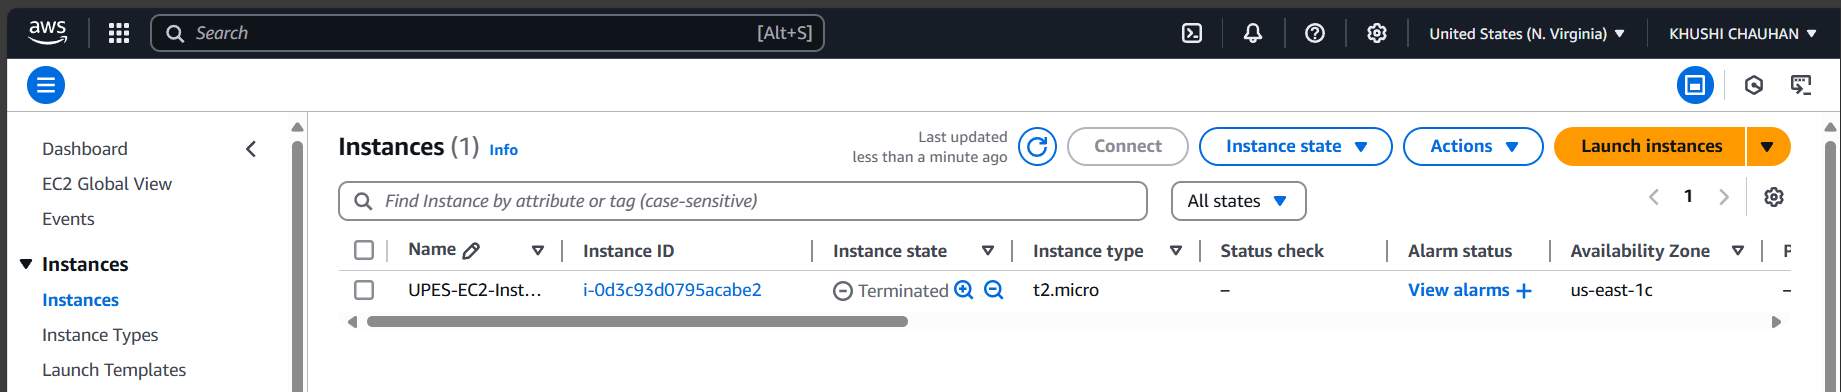 aws
Search [Alt+S]
United States (N. Virginia)
KHUSHI CHAUHAN
Dashboard
EC2 Global View
Events
Instances
Instances
Instance Types
Launch Templates
Instances (1) Info
Last updated
less than a minute ago
Connect
Instance state
Actions
Launch instances
Find Instance by attribute or tag (case-sensitive)
All states
1
Name Instance ID Instance state Instance type Status check Alarm status Availability Zone P
UPES-EC2-Inst... i-0d3c93d0795acabe2 Terminated t2.micro – View alarms + us-east-1c –